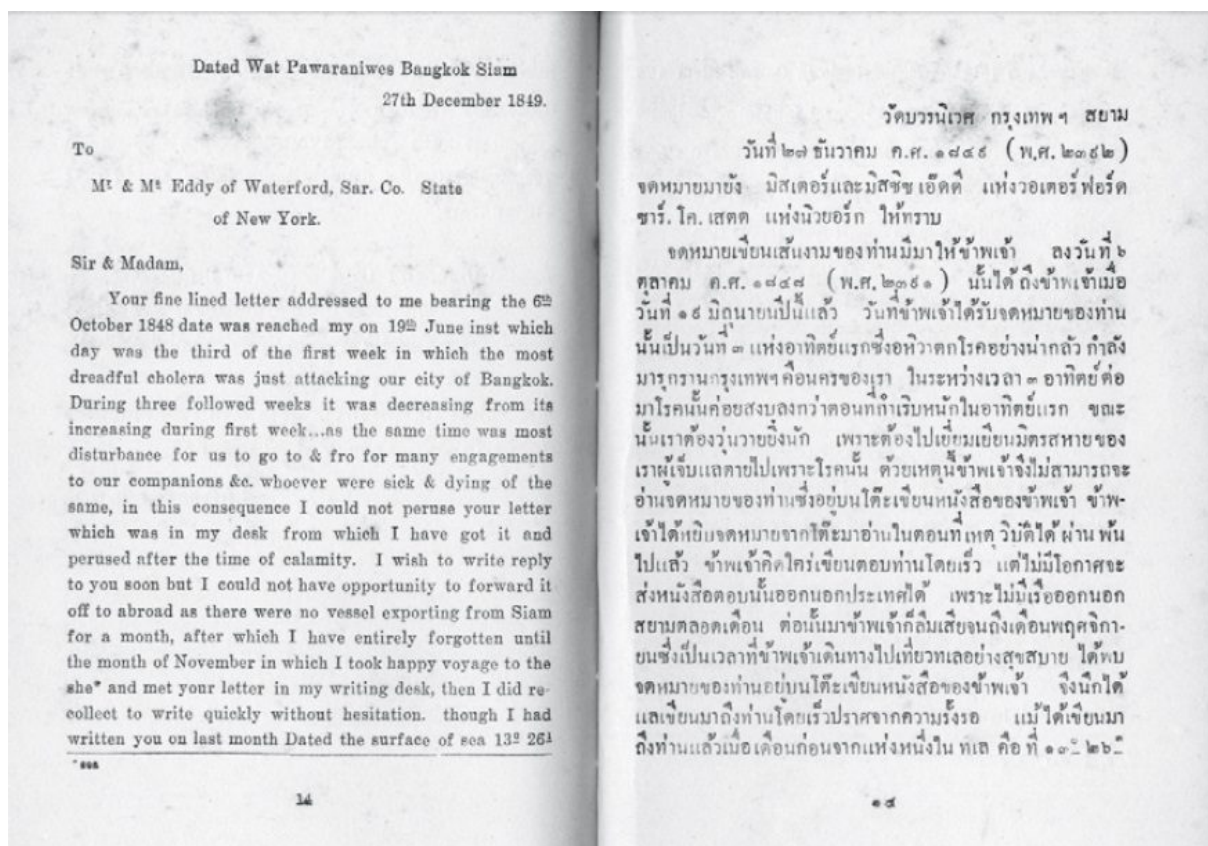 Dated Wat Pawaraniwes Bangkok Siam
27th December 1849.
To
Mr & Ms Eddy of Waterford, Sar. Co. State
of New York.
Sir & Madam,
Your fine lined letter addressed to me bearing the 6th
October 1848 date was reached my on 19th June inst which
day was the third of the first week in which the most
dreadful cholera was just attacking our city of Bangkok.
During three followed weeks it was decreasing from its
increasing during first week...as the same time was most
disturbance for us to go to & fro for many engagements
to our companions &c. whoever were sick & dying of the
same, in this consequence I could not peruse your letter
which was in my desk from which I have got it and
perused after the time of calamity. I wish to write reply
to you soon but I could not have opportunity to forward it
off to abroad as there were no vessel exporting from Siam
for a month, after which I have entirely forgotten until
the month of November in which I took happy voyage to the
she* and met your letter in my writing desk, then I did re-
collect to write quickly without hesitation. though I had
written you on last month Dated the surface of sea 13º 26
* sea
14
วัดบวรนิเวศ กรุงเทพ ฯ สยาม
วันที่ ๒๗ ธันวาคม ค.ศ. ๑๘๔๙ (พ.ศ. ๒๓๙๒)
จดหมายมายัง มิสเตอร์และมิสซิซ เอ๊ดดี แห่งวอเตอร์ฟอร์ด
ซาร์. โค. เสตต แห่งนิวยอร์ก ให้ทราบ
จดหมายเขียนเส้นงามของท่านมีมาให้ข้าพเจ้า ลงวันที่ ๖
ตุลาคม ค.ศ. ๑๘๔๘ (พ.ศ. ๒๓๙๑) นั้นได้ถึงข้าพเจ้าเมื่อ
วันที่ ๑๙ มิถุนายนปีนี้แล้ว วันที่ข้าพเจ้าได้รับจดหมายของท่าน
นั้นเป็นวันที่ ๓ แห่งอาทิตย์แรกซึ่งอหิวาตกโรคอย่างน่ากลัว กำลัง
มารุกรานกรุงเทพฯ คือนครของเรา ในระหว่างเวลา ๓ อาทิตย์ต่อ
มาโรคนั้นค่อยสงบลงกว่าตอนที่กำเริบหนักในอาทิตย์แรก ขณะ
นั้นเราต้องวุ่นวายยิ่งนัก เพราะต้องไปเยี่ยมเยียนมิตรสหายของ
เราผู้เจ็บแลตายไปเพราะโรคนั้น ด้วยเหตุนี้ข้าพเจ้าจึงไม่สามารถจะ
อ่านจดหมายของท่านซึ่งอยู่บนโต๊ะเขียนหนังสือของข้าพเจ้า ข้าพ-
เจ้าได้หยิบจดหมายจากโต๊ะมาอ่านในตอนที่เหตุวิบัติได้ผ่านพ้น
ไปแล้ว ข้าพเจ้าคิดใคร่เขียนตอบท่านโดยเร็ว แต่ไม่มีโอกาสจะ
ส่งหนังสือตอบนั้นออกนอกประเทศได้ เพราะไม่มีเรือออกนอก
สยามตลอดเดือน ต่อนั้นมาข้าพเจ้าก็ลืมเสียจนถึงเดือนพฤศจิกา-
ยนซึ่งเป็นเวลาที่ข้าพเจ้าเดินทางไปเที่ยวทเลอย่างสุขสบาย ได้พบ
จดหมายของท่านอยู่บนโต๊ะเขียนหนังสือของข้าพเจ้า จึงนึกได้
แลเขียนมาถึงท่านโดยเร็วปราศจากความรั้งรอ แม้ได้เขียนมา
ถึงท่านแล้วเมื่อเดือนก่อนจากแห่งหนึ่งใน ทเล คือ ที่ ๑๓ ๒๖
๑๕